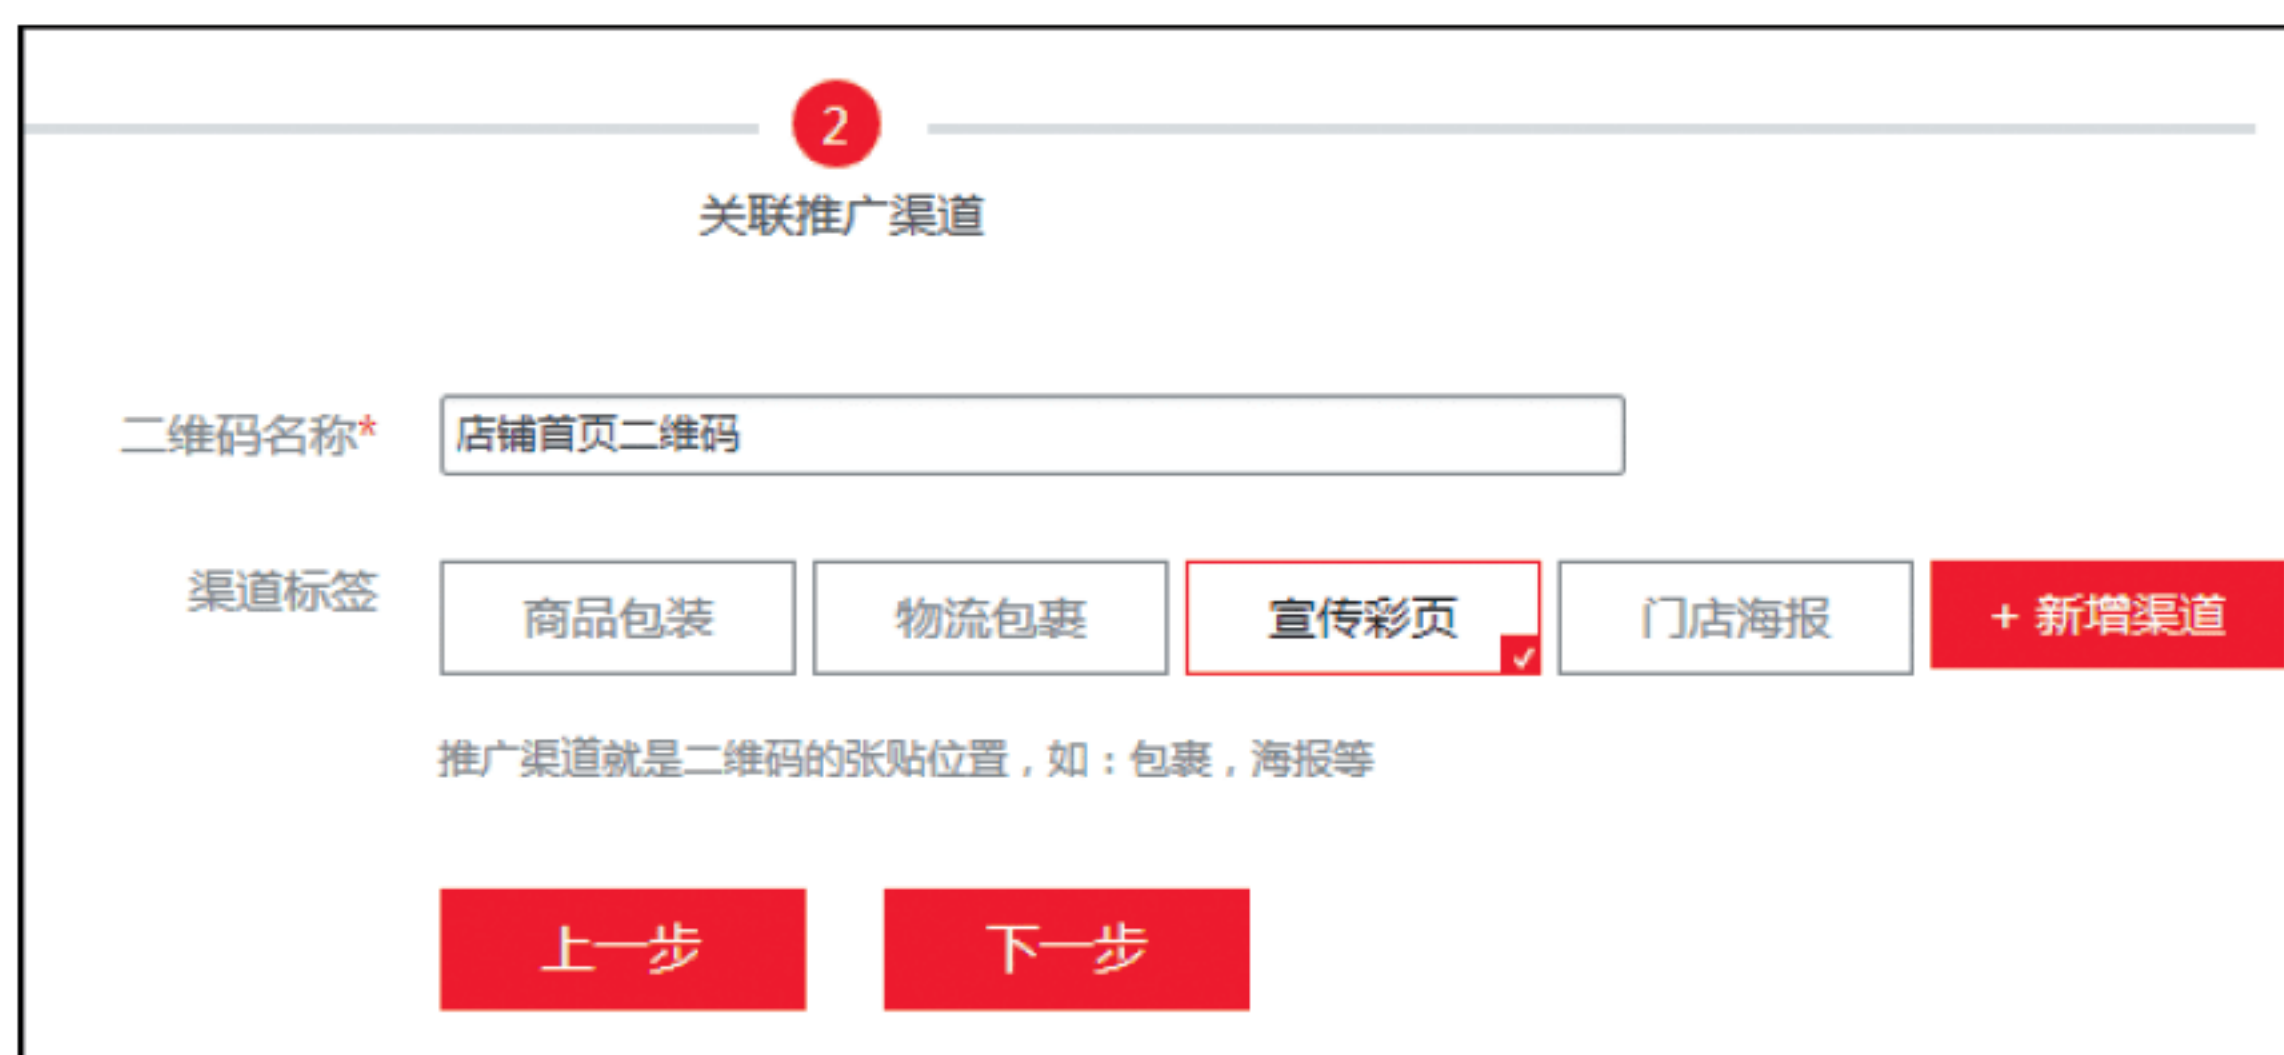 2
关联推广渠道
二维码名称* 店铺首页二维码
渠道标签 商品包装 物流包裹 宣传彩页 门店海报 + 新增渠道
推广渠道就是二维码的张贴位置，如：包裹，海报等
上一步 下一步